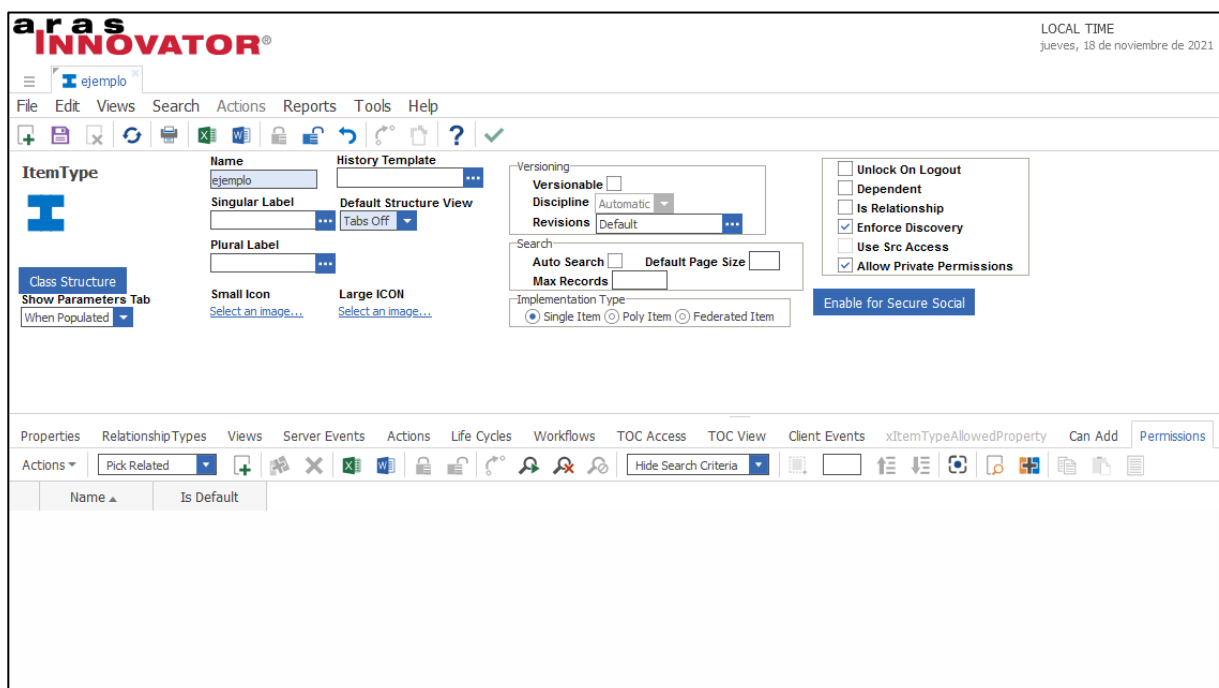 aras
INNOVATOR®
LOCAL TIME
jueves, 18 de noviembre de 2021
ejemplo
File Edit Views Search Actions Reports Tools Help
ItemType
Name
ejemplo
History Template
Singular Label
Default Structure View
Tabs Off
Plural Label
Class Structure
Show Parameters Tab
When Populated
Small Icon
Select an image...
Large ICON
Select an image...
Versioning
Versionable
Discipline Automatic
Revisions Default
Search
Auto Search Default Page Size
Max Records
Implementation Type
Single Item Poly Item Federated Item
Unlock On Logout
Dependent
Is Relationship
Enforce Discovery
Use Src Access
Allow Private Permissions
Enable for Secure Social
Properties RelationshipTypes Views Server Events Actions Life Cycles Workflows TOC Access TOC View Client Events xItemTypeAllowedProperty Can Add Permissions
Actions Pick Related Hide Search Criteria
Name Is Default